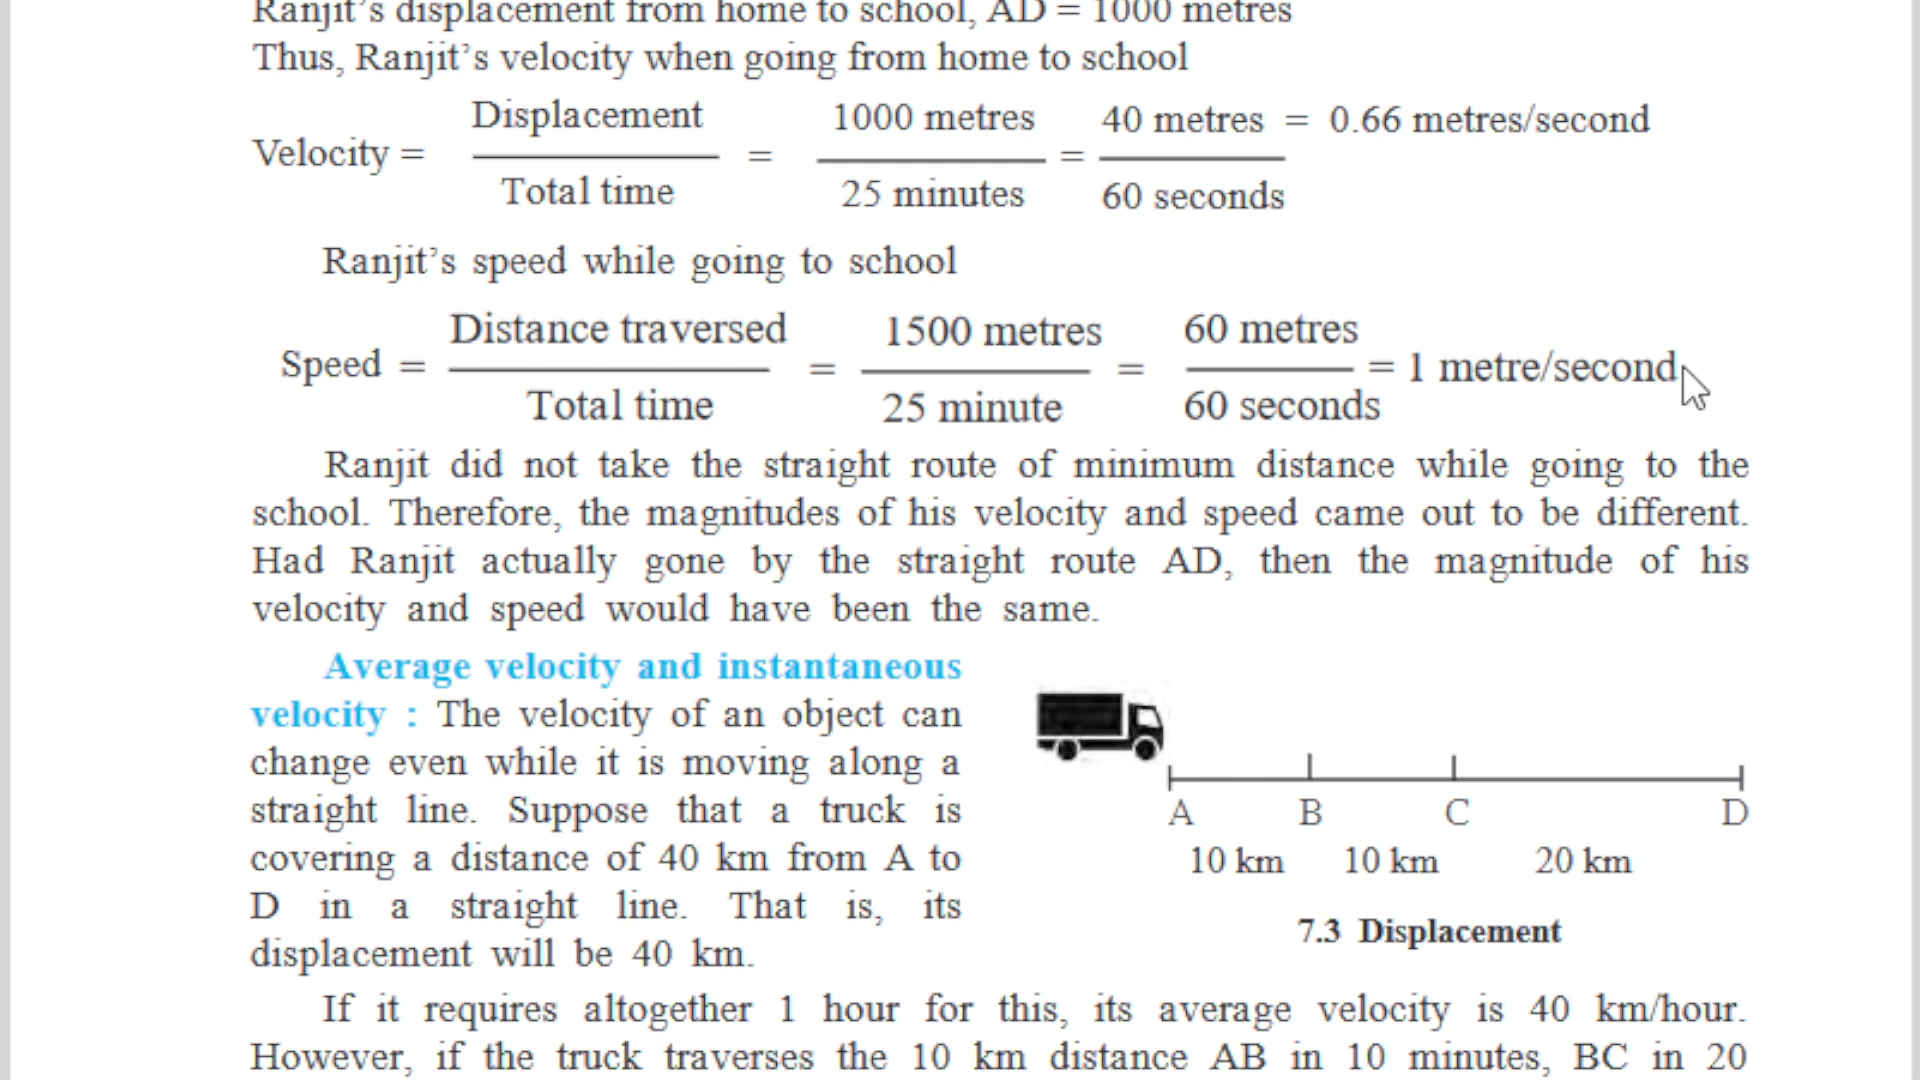 Ranjit's displacement from home to school, AD = 1000 metres
Thus, Ranjit's velocity when going from home to school
Velocity = Displacement / Total time = 1000 metres / 25 minutes = 40 metres / 60 seconds = 0.66 metres/second
Ranjit's speed while going to school
Speed = Distance traversed / Total time = 1500 metres / 25 minute = 60 metres / 60 seconds = 1 metre/second
Ranjit did not take the straight route of minimum distance while going to the
school. Therefore, the magnitudes of his velocity and speed came out to be different.
Had Ranjit actually gone by the straight route AD, then the magnitude of his
velocity and speed would have been the same.
Average velocity and instantaneous
velocity : The velocity of an object can
change even while it is moving along a
straight line. Suppose that a truck is
covering a distance of 40 km from A to
D in a straight line. That is, its
displacement will be 40 km.
A B C D
10 km 10 km 20 km
7.3 Displacement
If it requires altogether 1 hour for this, its average velocity is 40 km/hour.
However, if the truck traverses the 10 km distance AB in 10 minutes, BC in 20